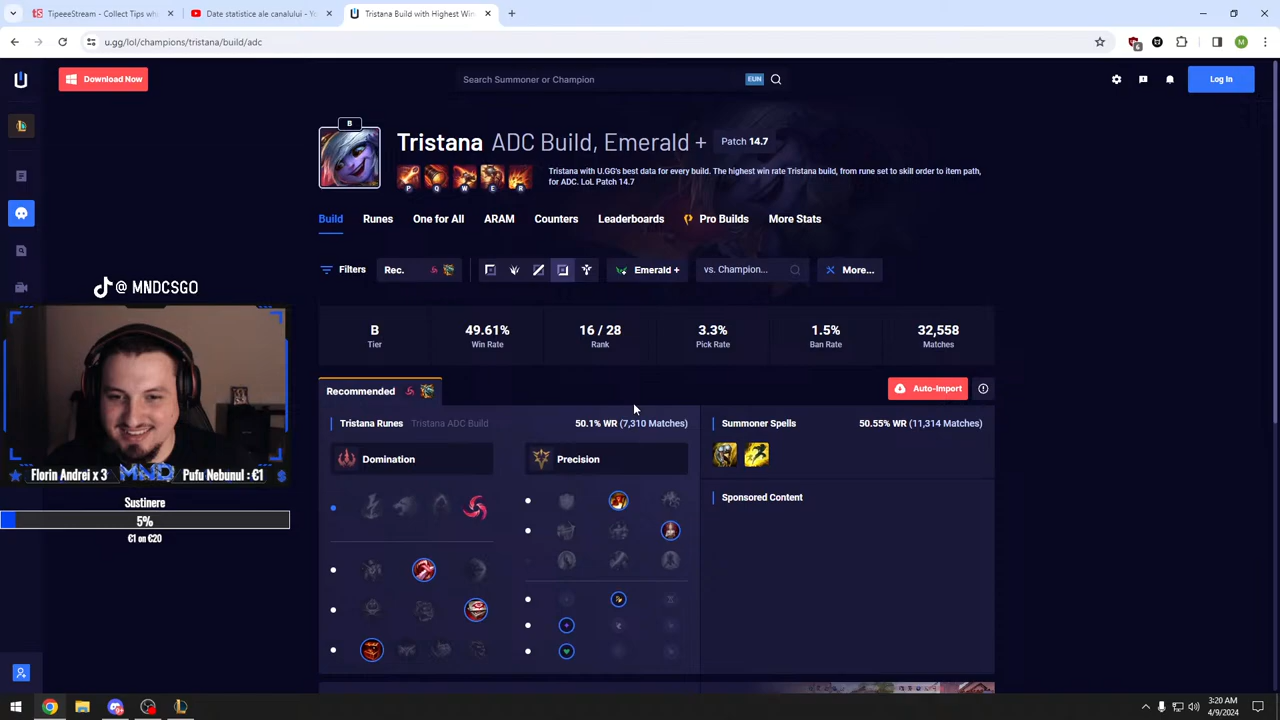 TipeeeStream - Collect Tips wh
Date statistice ale canalului - Yo
Tristana Build with Highest Win
u.gg/lol/champions/tristana/build/adc
6
M
Download Now
Search Summoner or Champion
EUN
Log In
B
Tristana ADC Build, Emerald +
Patch 14.7
P Q W E R
Tristana with U.GG's best data for every build. The highest win rate Tristana build, from rune set to skill order to item path,
for ADC. LoL Patch 14.7
Build Runes One for All ARAM Counters Leaderboards Pro Builds More Stats
Filters
Rec.
Emerald +
vs. Champion...
More...
@ MNDCSGO
B 49.61% 16 / 28 3.3% 1.5% 32,558
Tier Win Rate Rank Pick Rate Ban Rate Matches
Recommended
Auto-Import
Tristana Runes Tristana ADC Build
50.1% WR (7,310 Matches)
Summoner Spells
50.55% WR (11,314 Matches)
Domination
Precision
Sponsored Content
Florin Andrei x 3
MND
Pufu Nebunul : €1
Sustinere
5%
€1 on €20
3:20 AM
4/9/2024